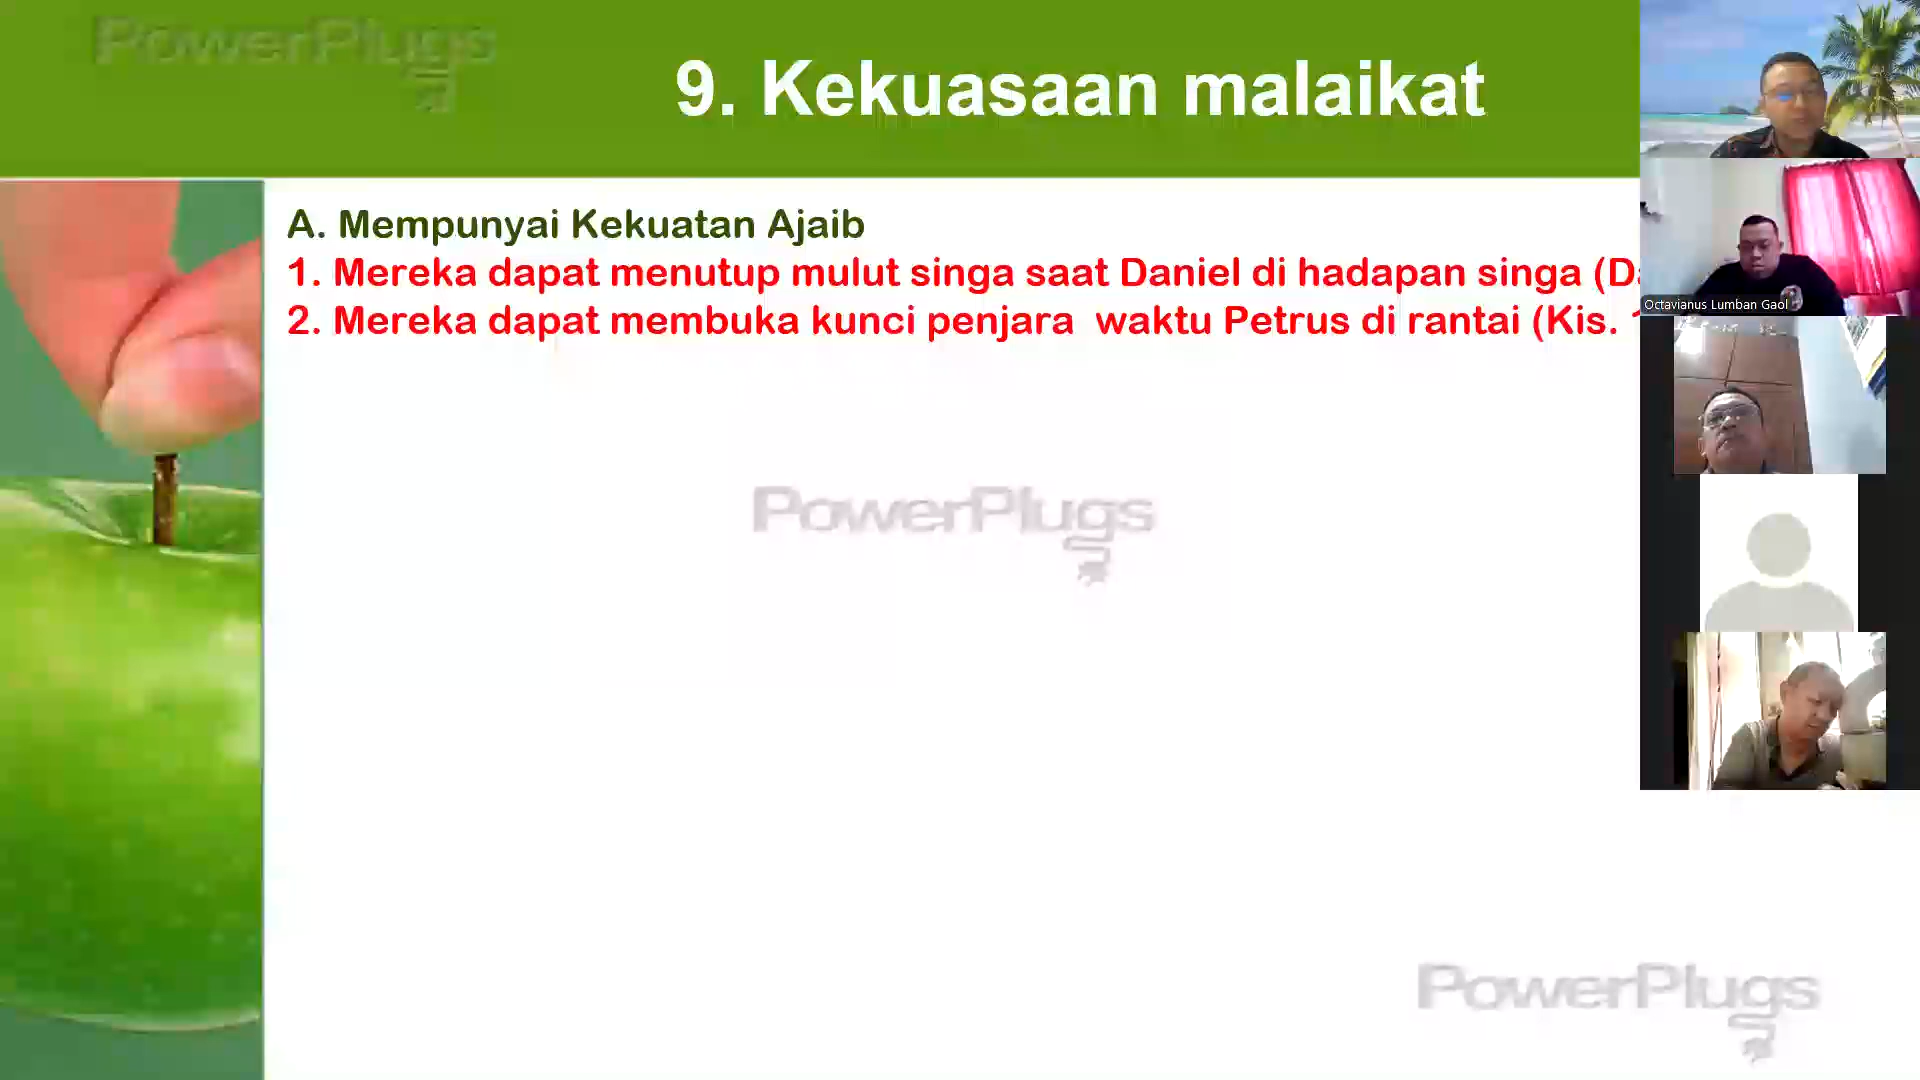 PowerPlugs
9. Kekuasaan malaikat
A. Mempunyai Kekuatan Ajaib
1. Mereka dapat menutup mulut singa saat Daniel di hadapan singa (D
2. Mereka dapat membuka kunci penjara waktu Petrus di rantai (Kis.
Octavianus Lumban Gaol
PowerPlugs
PowerPlugs